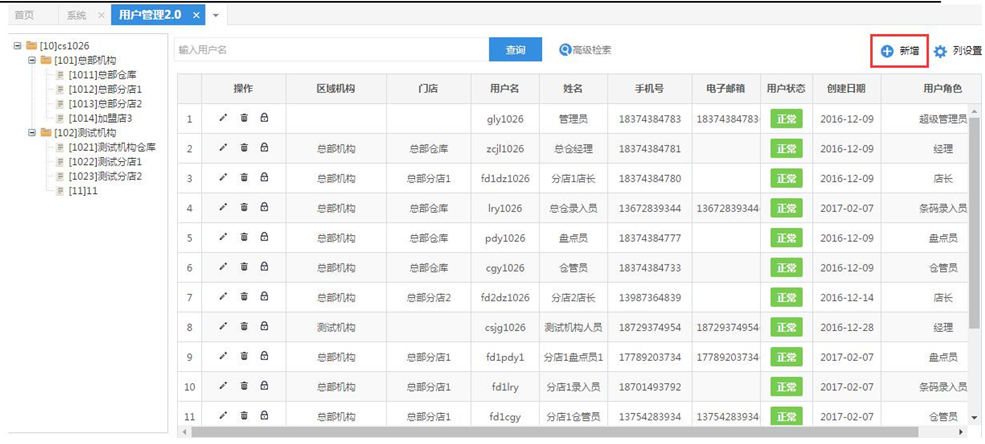 首页 系统 × 用户管理2.0 ×
[10]cs1026
[101]总部机构
[1011]总部仓库
[1012]总部分店1
[1013]总部分店2
[1014]加盟店3
[102]测试机构
[1021]测试机构仓库
[1022]测试分店1
[1023]测试分店2
[11]11
输入用户名 查询 高级检索 新增 列设置
操作 区域机构 门店 用户名 姓名 手机号 电子邮箱 用户状态 创建日期 用户角色
1 gly1026 管理员 18374384783 18374384783 正常 2016-12-09 超级管理员
2 总部机构 总部仓库 zcjl1026 总仓经理 18374384781 正常 2016-12-09 经理
3 总部机构 总部分店1 fd1dz1026 分店1店长 18374384780 正常 2016-12-09 店长
4 总部机构 总部仓库 lry1026 总仓录入员 13672839344 13672839344 正常 2017-02-07 条码录入员
5 总部机构 总部仓库 pdy1026 盘点员 18374384777 正常 2016-12-09 盘点员
6 总部机构 总部仓库 cgy1026 仓管员 18374384733 正常 2016-12-09 仓管员
7 总部机构 总部分店2 fd2dz1026 分店2店长 13987364839 正常 2016-12-14 店长
8 测试机构 csjg1026 测试机构人员 18729374954 18729374954 正常 2016-12-28 经理
9 总部机构 总部分店1 fd1pdy1 分店1盘点员1 17789203734 17789203734 正常 2017-02-07 盘点员
10 总部机构 总部分店1 fd1lry 分店1录入员 18701493792 正常 2017-02-07 条码录入员
11 总部机构 总部分店1 fd1cgy 分店1仓管员 13754283934 13754283934 正常 2017-02-07 仓管员